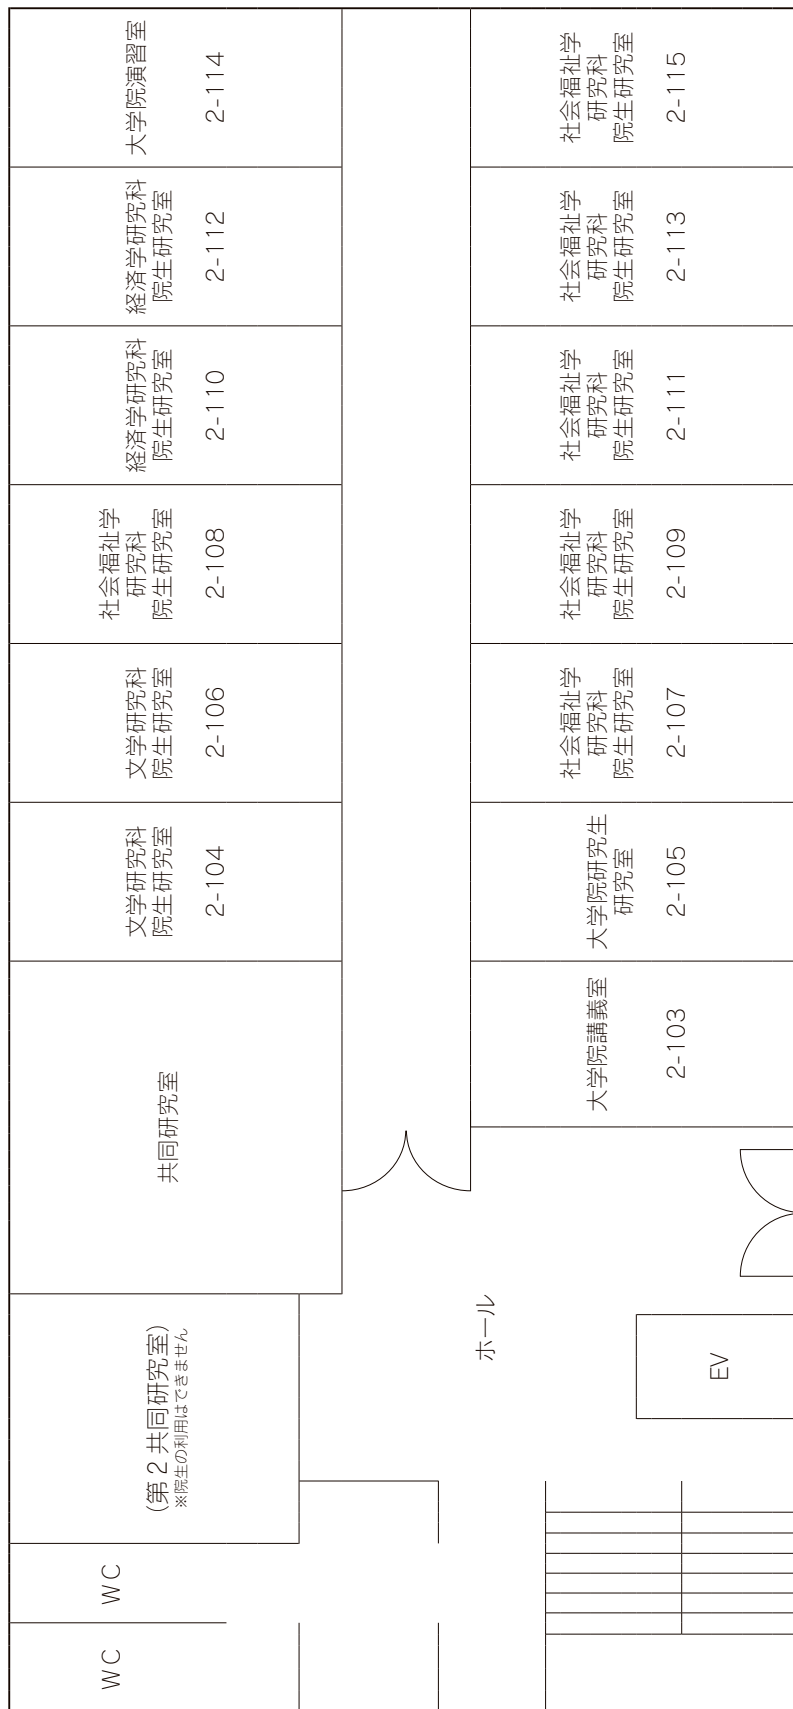 大学院演習室
2-114
経済学研究科
院生研究室
2-112
経済学研究科
院生研究室
2-110
社会福祉学
研究科
院生研究室
2-108
文学研究科
院生研究室
2-106
文学研究科
院生研究室
2-104
共同研究室
(第2共同研究室)
※院生の利用はできません
WC
WC
社会福祉学
研究科
院生研究室
2-115
社会福祉学
研究科
院生研究室
2-113
社会福祉学
研究科
院生研究室
2-111
社会福祉学
研究科
院生研究室
2-109
社会福祉学
研究科
院生研究室
2-107
大学院研究生
研究室
2-105
大学院講義室
2-103
ホール
EV